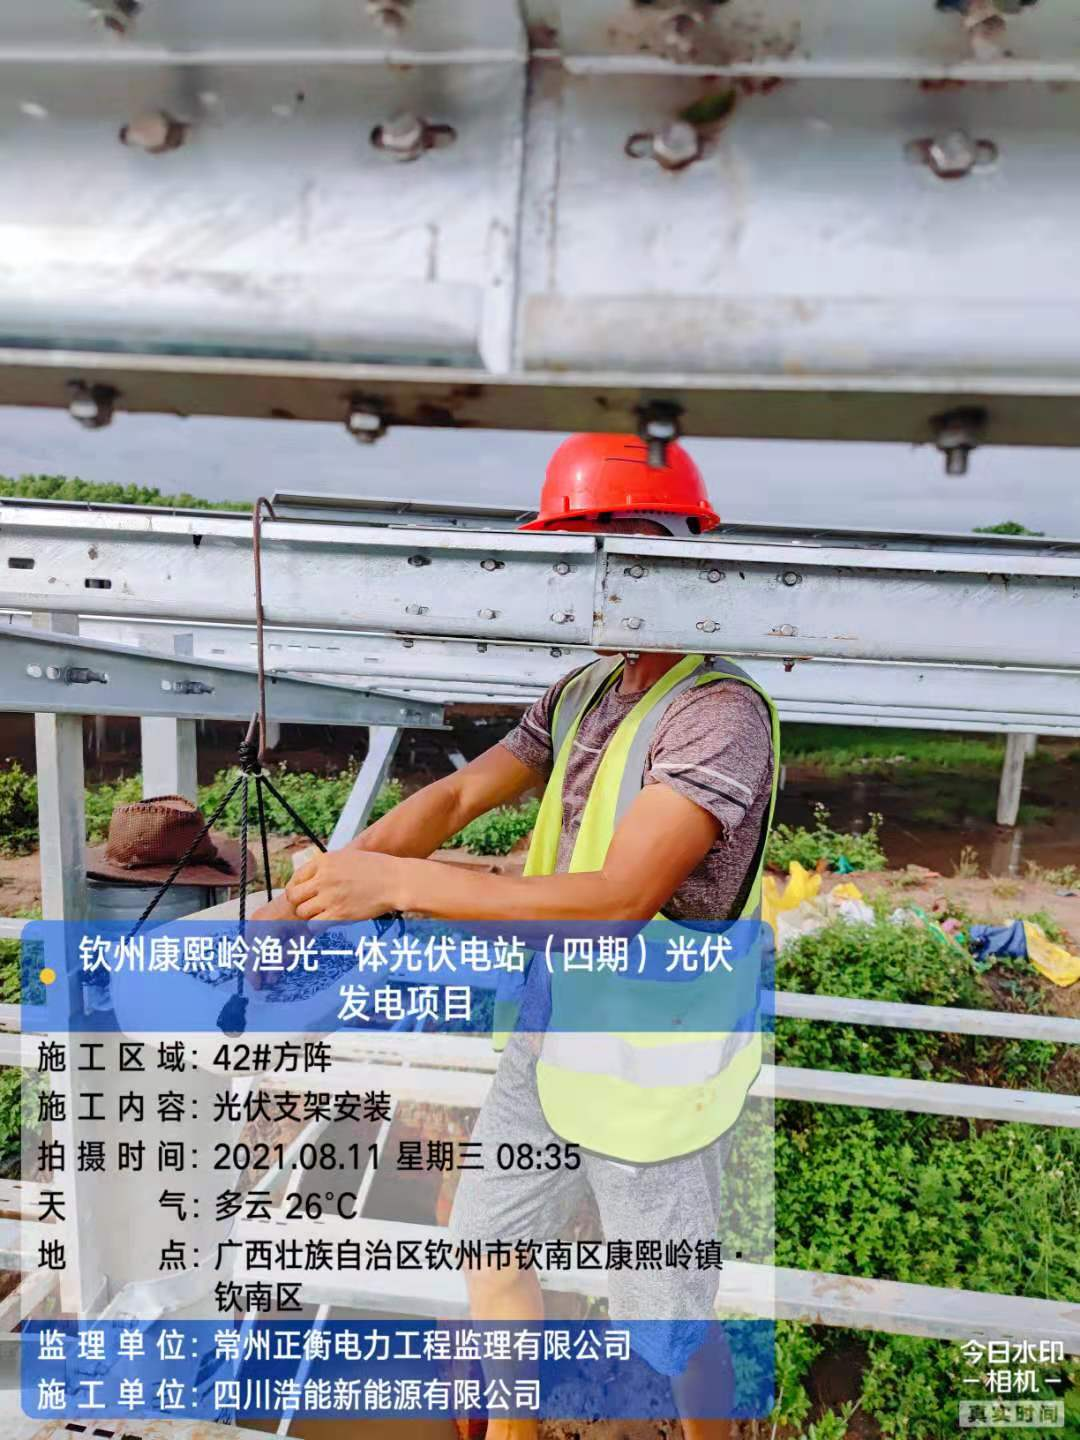 钦州康熙岭渔光一体光伏电站（四期）光伏
发电项目
施工区域：42#方阵
施工内容：光伏支架安装
拍摄时间：2021.08.11 星期三 08:35
天气：多云 26℃
地点：广西壮族自治区钦州市钦南区康熙岭镇·
钦南区
监理单位：常州正衡电力工程监理有限公司
施工单位：四川浩能新能源有限公司
今日水印
－相机－
真实时间